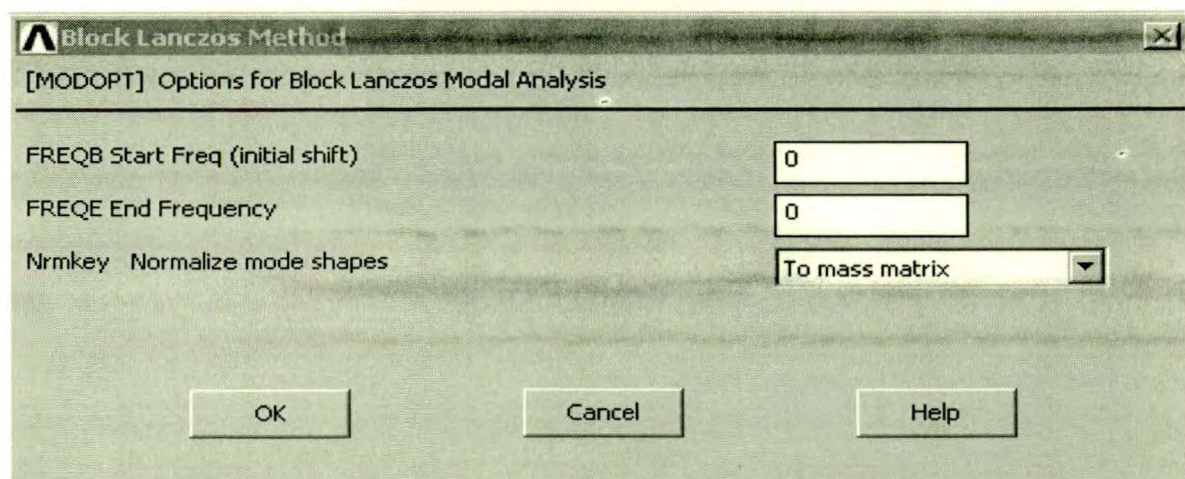 Block Lanczos Method
[MODOPT] Options for Block Lanczos Modal Analysis
FREQB Start Freq (initial shift) 0
FREQE End Frequency 0
Nrmkey Normalize mode shapes To mass matrix
OK Cancel Help